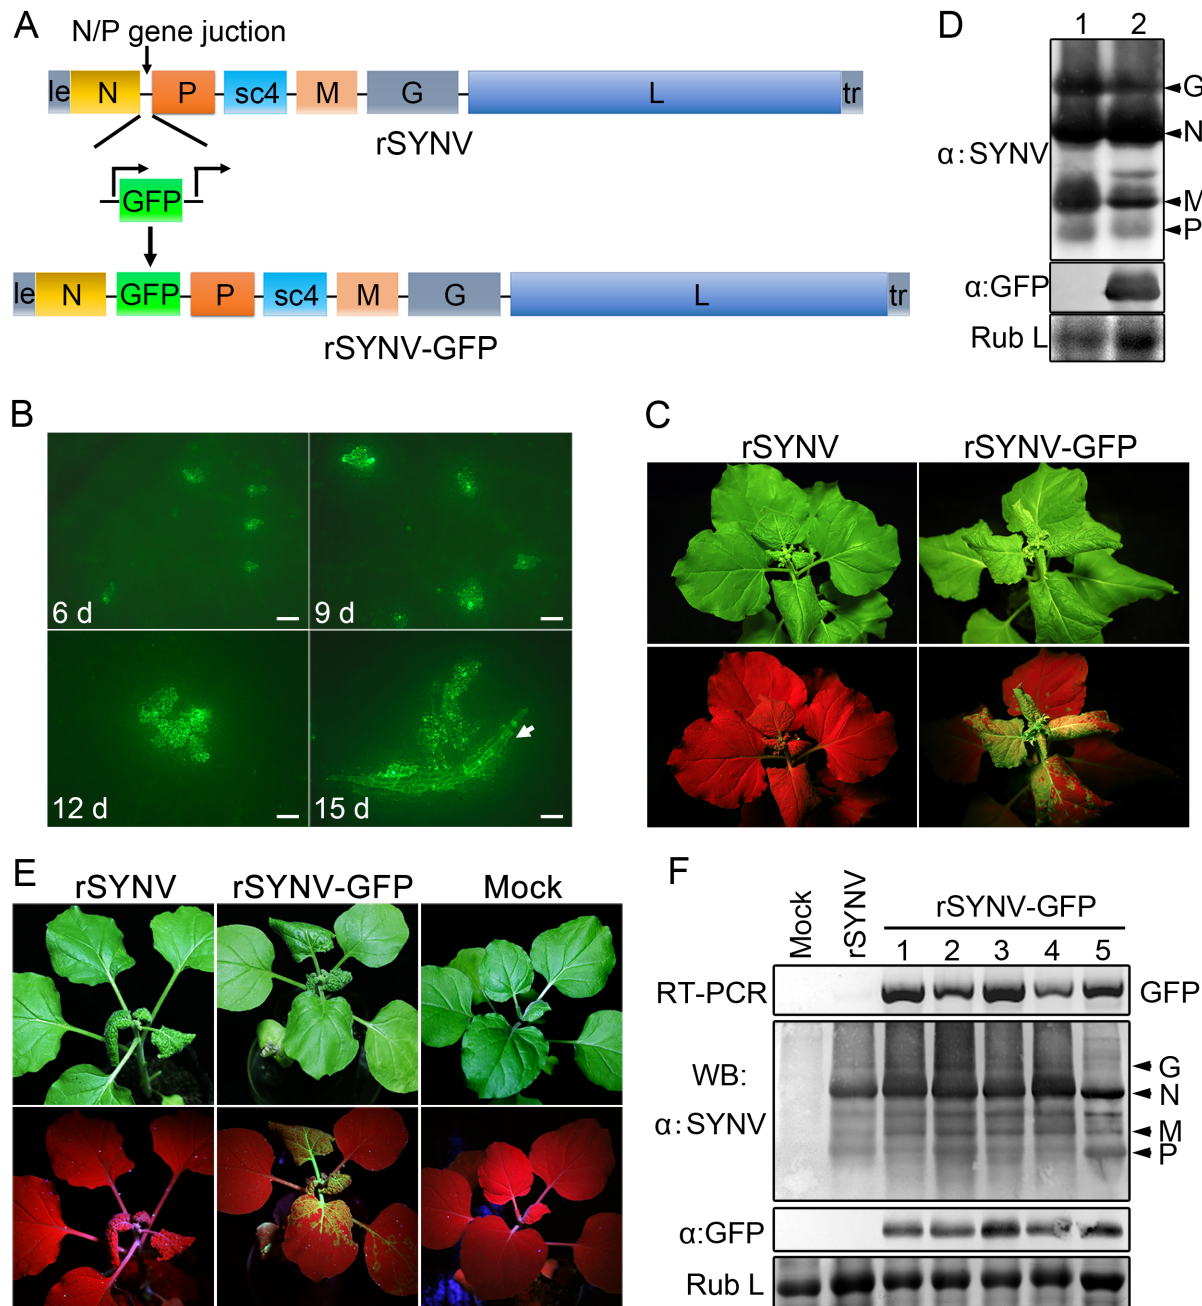 A
N/P gene juction
le N P sc4 M G L tr
rSYNV
GFP
le N GFP P sc4 M G L tr
rSYNV-GFP
B
6 d
9 d
12 d
15 d
C
rSYNV rSYNV-GFP
D
1 2
α:SYNV
G
N
M
P
α:GFP
Rub L
E
rSYNV rSYNV-GFP Mock
F
Mock rSYNV rSYNV-GFP
1 2 3 4 5
RT-PCR GFP
WB:
α:SYNV
G
N
M
P
α:GFP
Rub L